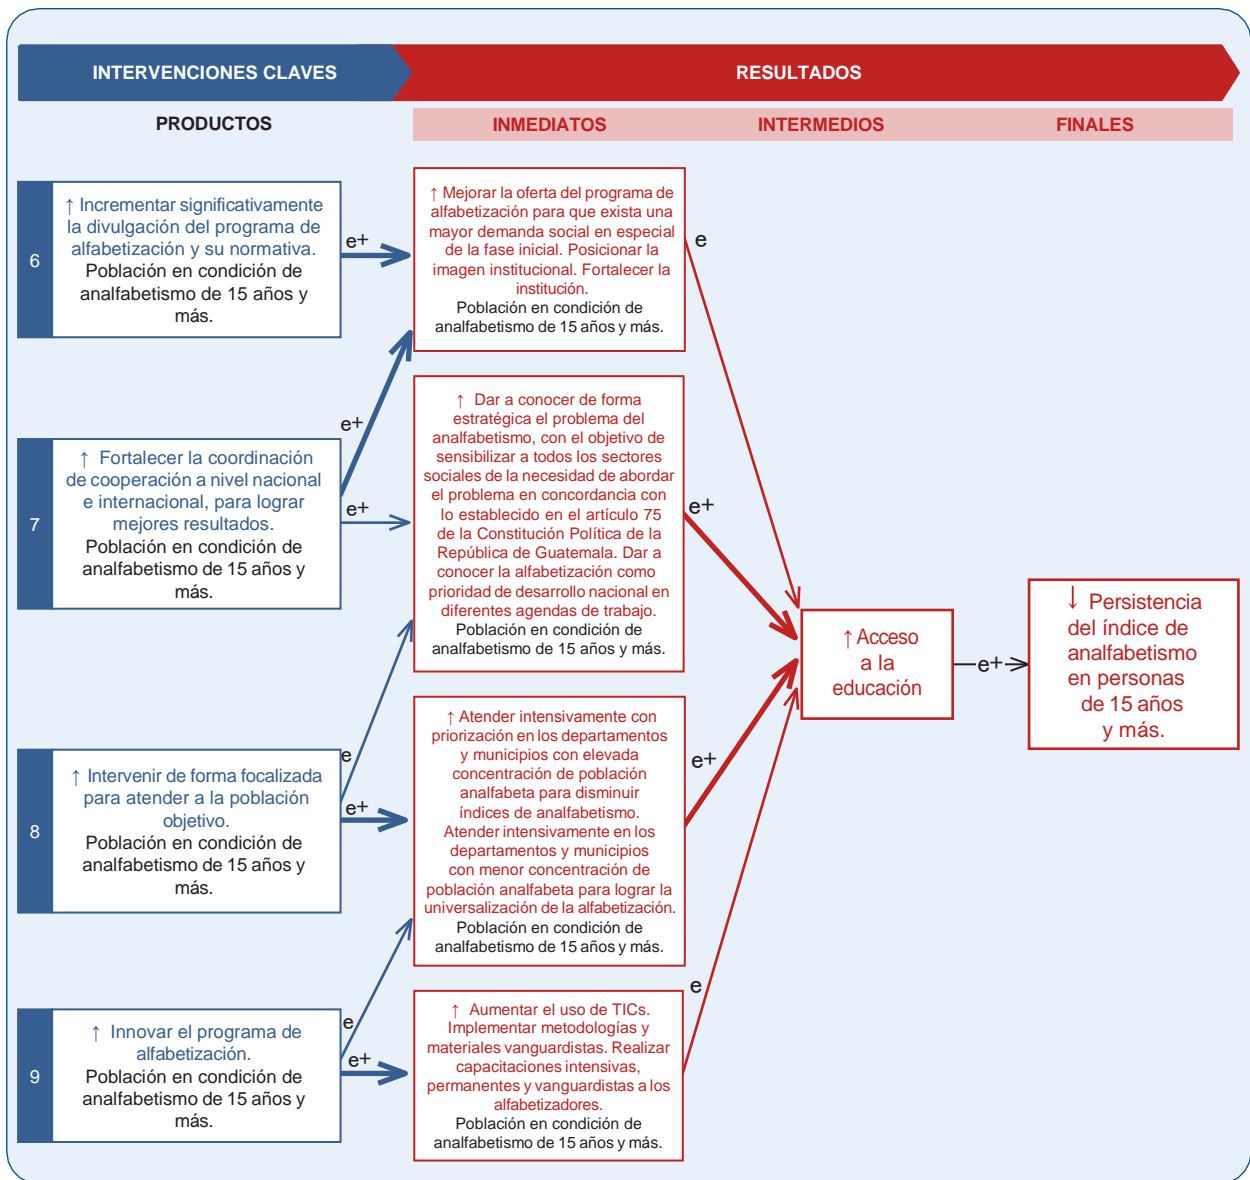 INTERVENCIONES CLAVES
RESULTADOS
PRODUCTOS
INMEDIATOS
INTERMEDIOS
FINALES
6
↑ Incrementar significativamente
la divulgación del programa de
alfabetización y su normativa.
Población en condición de
analfabetismo de 15 años y
más.
e+
↑ Mejorar la oferta del programa de
alfabetización para que exista una
mayor demanda social en especial
de la fase inicial. Posicionar la
imagen institucional. Fortalecer la
institución.
Población en condición de
analfabetismo de 15 años y más.
e
7
↑ Fortalecer la coordinación
de cooperación a nivel nacional
e internacional, para lograr
mejores resultados.
Población en condición de
analfabetismo de 15 años y
más.
e+
e+
↑ Dar a conocer de forma
estratégica el problema del
analfabetismo, con el objetivo de
sensibilizar a todos los sectores
sociales de la necesidad de abordar
el problema en concordancia con
lo establecido en el artículo 75
de la Constitución Política de la
República de Guatemala. Dar a
conocer la alfabetización como
prioridad de desarrollo nacional en
diferentes agendas de trabajo.
Población en condición de
analfabetismo de 15 años y más.
e+
8
↑ Intervenir de forma focalizada
para atender a la población
objetivo.
Población en condición de
analfabetismo de 15 años y
más.
e
e+
↑ Atender intensivamente con
priorización en los departamentos
y municipios con elevada
concentración de población
analfabeta para disminuir
índices de analfabetismo.
Atender intensivamente en los
departamentos y municipios
con menor concentración de
población analfabeta para lograr la
universalización de la alfabetización.
Población en condición de
analfabetismo de 15 años y más.
e+
9
↑ Innovar el programa de
alfabetización.
Población en condición de
analfabetismo de 15 años y
más.
e
e+
↑ Aumentar el uso de TICs.
Implementar metodologías y
materiales vanguardistas. Realizar
capacitaciones intensivas,
permanentes y vanguardistas a los
alfabetizadores.
Población en condición de
analfabetismo de 15 años y más.
e
↑ Acceso
a la
educación
e+
↓ Persistencia
del índice de
analfabetismo
en personas
de 15 años
y más.